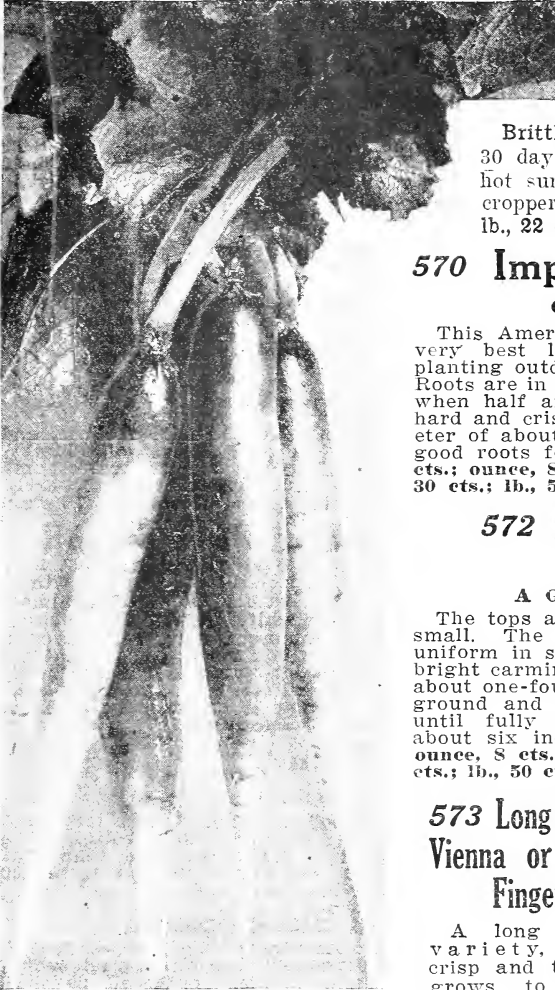 Brittl
30 day
hot sun
cropper
lb., 22
570 Imp
This Amer
very best l
planting outd
Roots are in
when half a
hard and cris
eter of about
good roots f
cts.; ounce, 8
30 cts.; lb., 5
572
A G
The tops a
small. The
uniform in s
bright carmin
about one-fou
ground and
until fully
about six in
ounce, 8 cts.
cts.; lb., 50 c
573 Long
Vienna or
Finge
A long
variety,
crisp and t
grows to